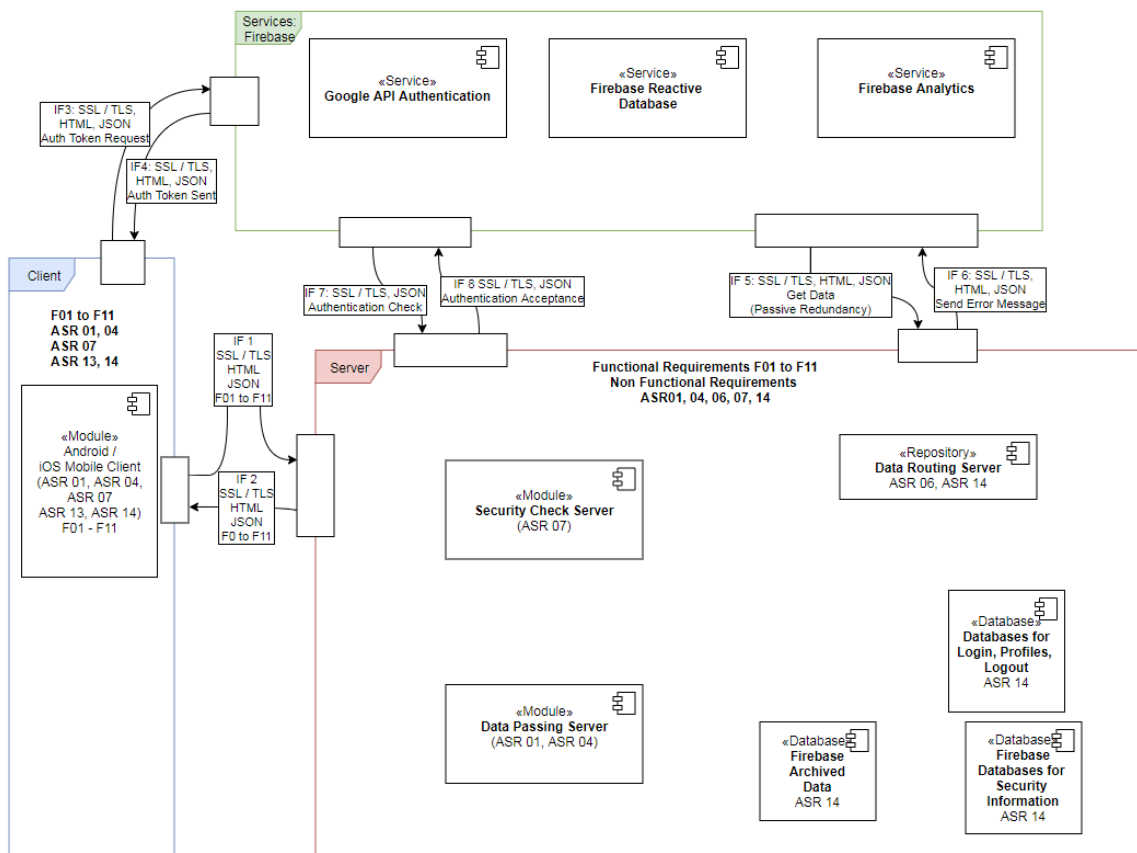 Services:
Firebase
«Service»
Google API Authentication
«Service»
Firebase Reactive
Database
«Service»
Firebase Analytics
IF3: SSL / TLS,
HTML, JSON
Auth Token Request
IF4: SSL / TLS,
HTML, JSON
Auth Token Sent
IF 7: SSL / TLS, JSON
Authentication Check
IF 8 SSL / TLS, JSON
Authentication Acceptance
IF 5: SSL / TLS, HTML, JSON
Get Data
(Passive Redundancy)
IF 6: SSL / TLS,
HTML, JSON
Send Error Message
Client
F01 to F11
ASR 01, 04
ASR 07
ASR 13, 14
«Module»
Android /
iOS Mobile Client
(ASR 01, ASR 04,
ASR 07
ASR 13, ASR 14)
F01 - F11
IF 1
SSL / TLS
HTML
JSON
F01 to F11
IF 2
SSL / TLS
HTML
JSON
F0 to F11
Server
Functional Requirements F01 to F11
Non Functional Requirements
ASR01, 04, 06, 07, 14
«Module»
Security Check Server
(ASR 07)
«Repository»
Data Routing Server
ASR 06, ASR 14
«Database»
Databases for
Login, Profiles,
Logout
ASR 14
«Module»
Data Passing Server
(ASR 01, ASR 04)
«Database»
Firebase
Archived
Data
ASR 14
«Database»
Firebase
Databases for
Security
Information
ASR 14